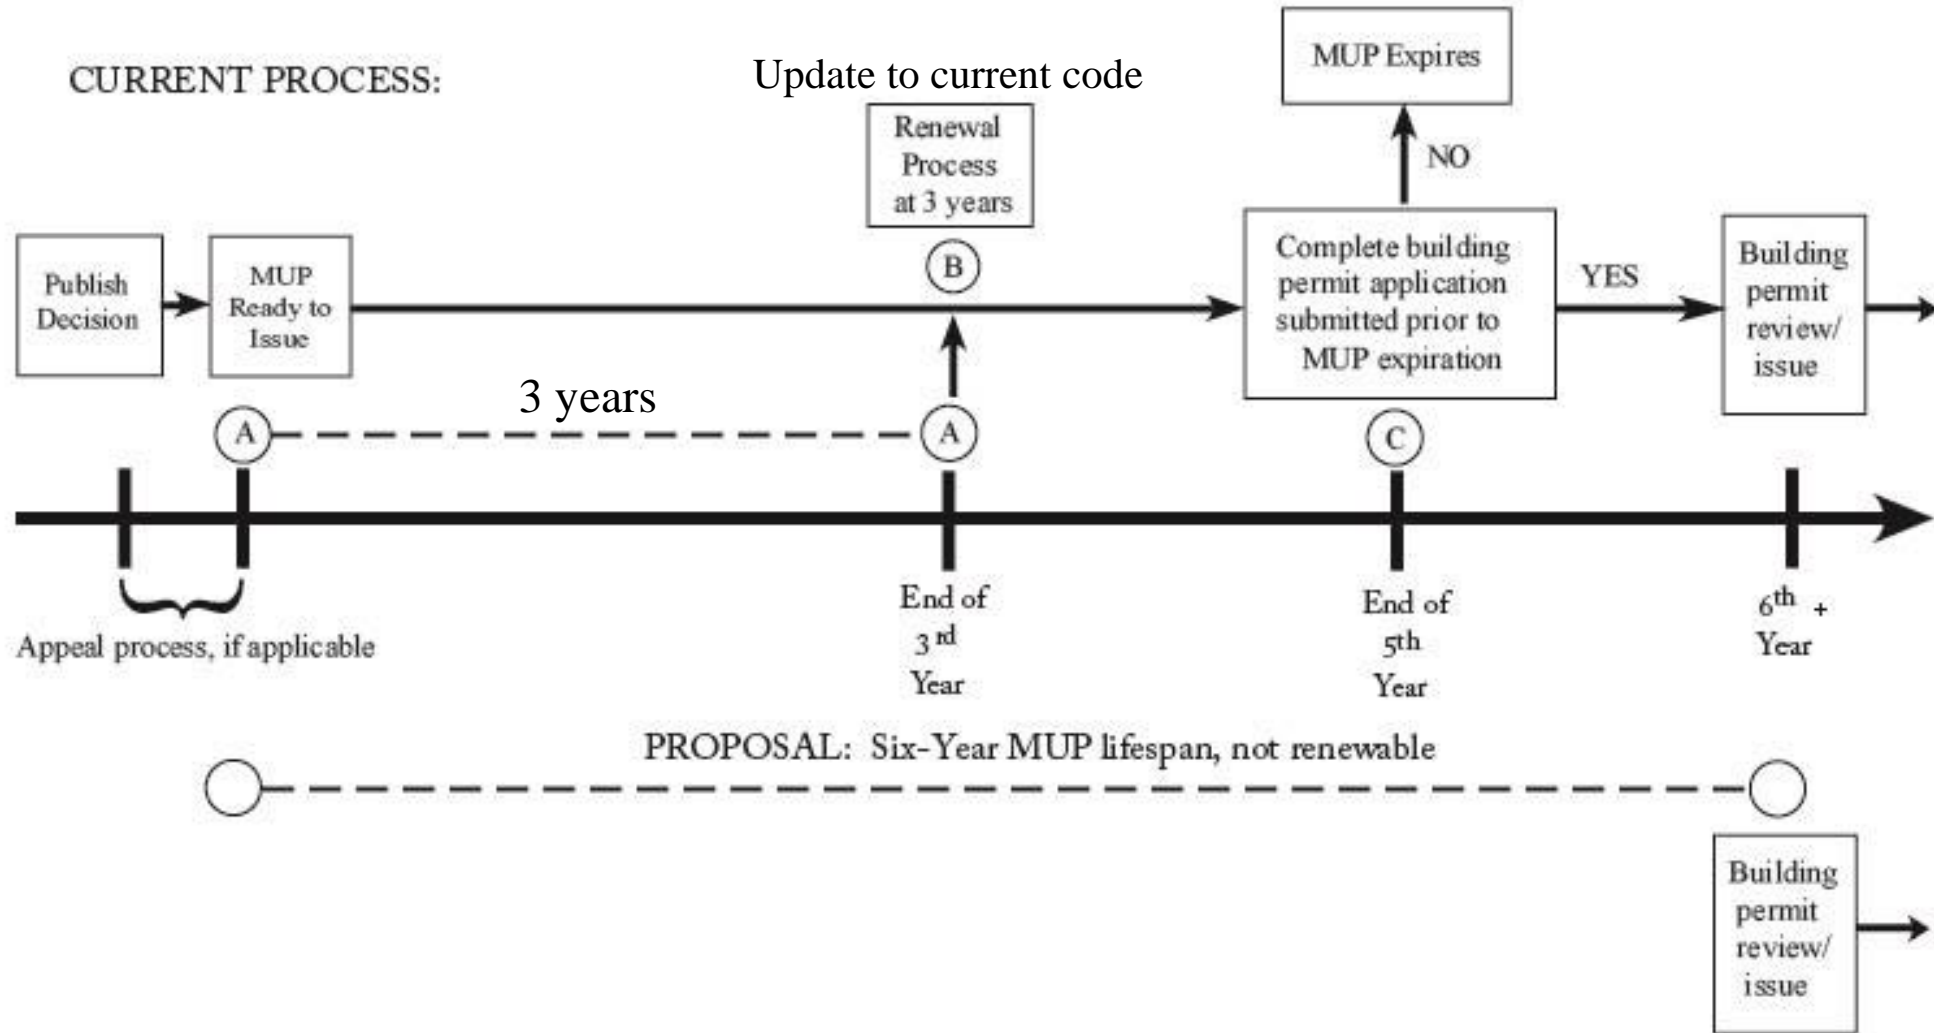 CURRENT PROCESS:
Update to current code
MUP Expires
Renewal
Process
at 3 years
NO
Publish
Decision
MUP
Ready to
Issue
B
Complete building
permit application
submitted prior to
MUP expiration
YES
Building
permit
review/
issue
3 years
A
A
C
Appeal process, if applicable
End of
3rd
Year
End of
5th
Year
6th +
Year
PROPOSAL: Six-Year MUP lifespan, not renewable
Building
permit
review/
issue